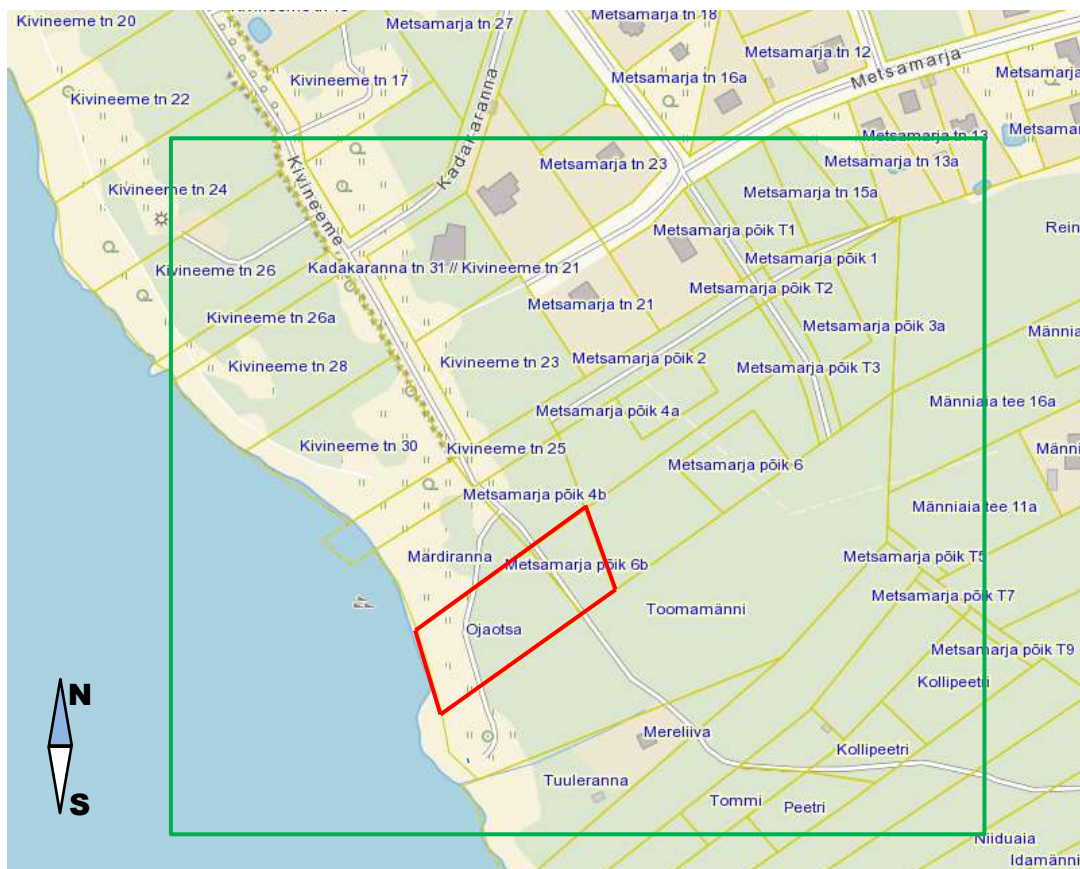 Kivineeme tn 20
Metsamarja tn 27
Metsamarja tn 18
Metsamarja tn 12
Metsamarja
Kivineeme tn 17
Metsamarja tn 16a
Metsamarja
Kivineeme tn 22
Kadakaranna
Metsamarja tn 13
Metsamar
Kivineeme
Metsamarja tn 23
Metsamarja tn 13a
Kivineeme tn 24
Metsamarja tn 15a
Metsamarja põik T1
Rein
Kivineeme tn 26
Kadakaranna tn 31 // Kivineeme tn 21
Metsamarja põik 1
Metsamarja põik T2
Metsamarja tn 21
Kivineeme tn 26a
Metsamarja põik 3a
Männia
Kivineeme tn 28
Kivineeme tn 23
Metsamarja põik 2
Metsamarja põik T3
Männiaia tee 16a
Metsamarja põik 4a
Kivineeme tn 30
Kivineeme tn 25
Männi
Metsamarja põik 6
Metsamarja põik 4b
Männiaia tee 11a
Mardiranna
Metsamarja põik 6b
Metsamarja põik T5
Metsamarja põik T7
Toomamänni
Ojaotsa
Metsamarja põik T9
Kollipeetri
N
Mereliiva
Kollipeetri
Tuuleranna
S
Tommi
Peetri
Niiduaia
Idamänni